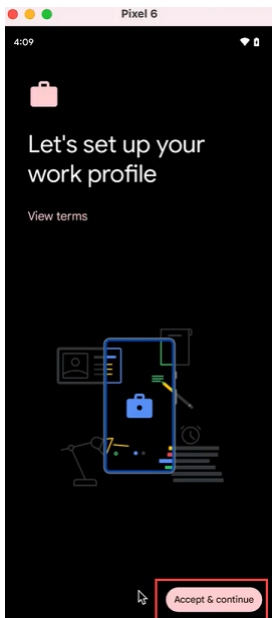 Pixel 6
4:09
Let's set up your
work profile
View terms
Accept & continue